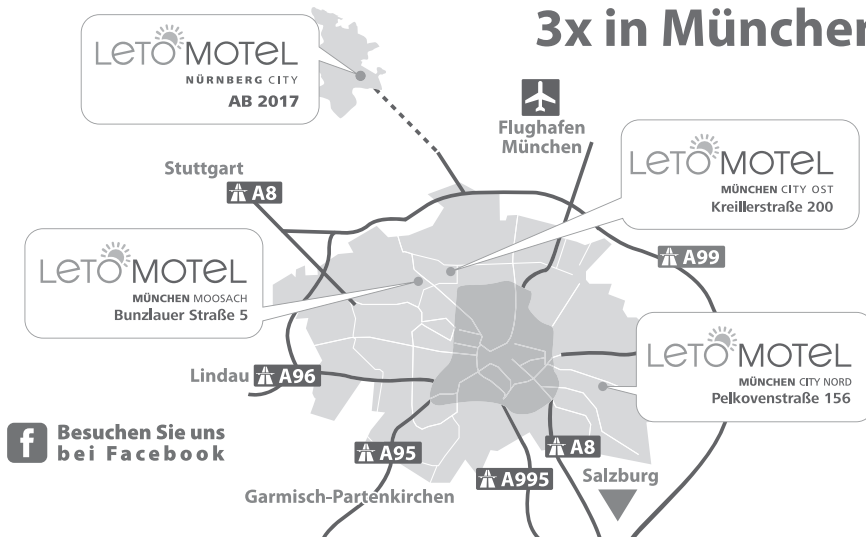 3x in München
LETO MOTEL
NÜRNBERG CITY
AB 2017
Flughafen
München
LETO MOTEL
MÜNCHEN CITY OST
Kreillerstraße 200
Stuttgart
A8
LETO MOTEL
MÜNCHEN MOOSACH
Bunzlauer Straße 5
A99
LETO MOTEL
MÜNCHEN CITY NORD
Pelkovenstraße 156
Lindau A96
f Besuchen Sie uns
bei Facebook
A95
A8
A995
Salzburg
Garmisch-Partenkirchen